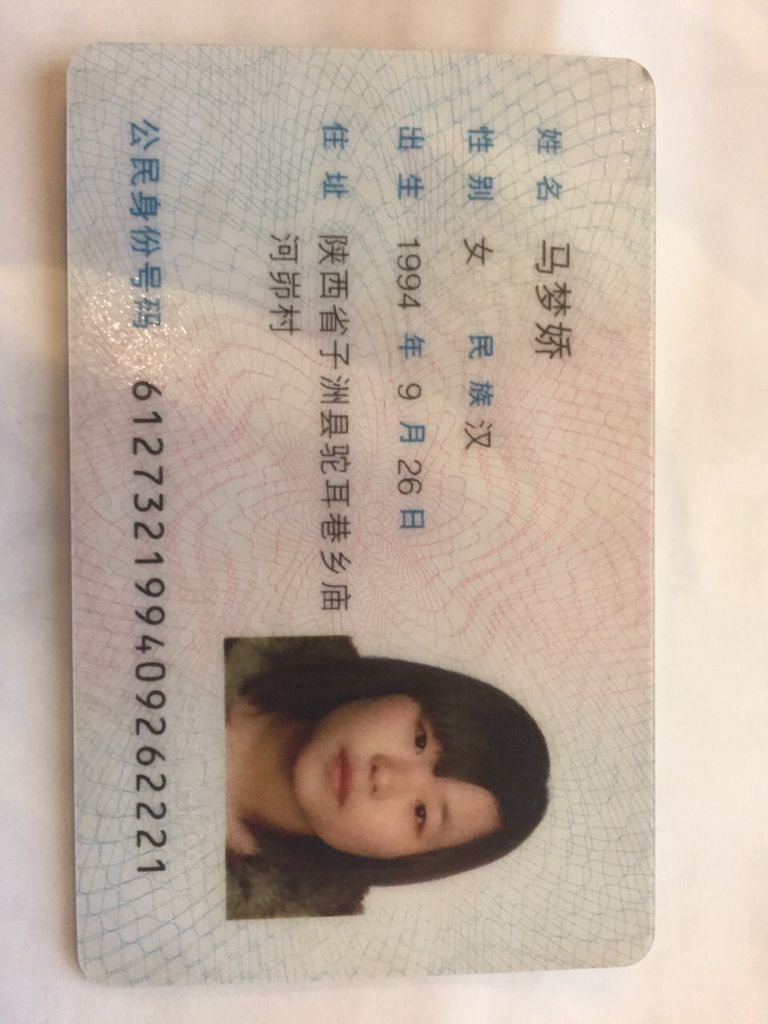 姓名 马梦娇
性别 女 民族 汉
出生 1994 年 9 月 26 日
住址 陕西省子洲县驼耳巷乡庙
河峁村
公民身份号码 612732199409262221